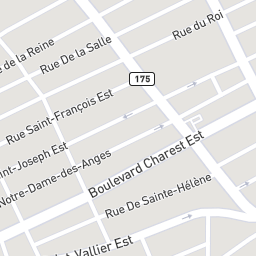 Rue du Roi
de la Reine
Rue De la Salle
175
Rue Saint-François Est
nt-Joseph Est
Notre-Dame-des-Anges
Boulevard Charest Est
Rue De Sainte-Hélène
t Vallier Est